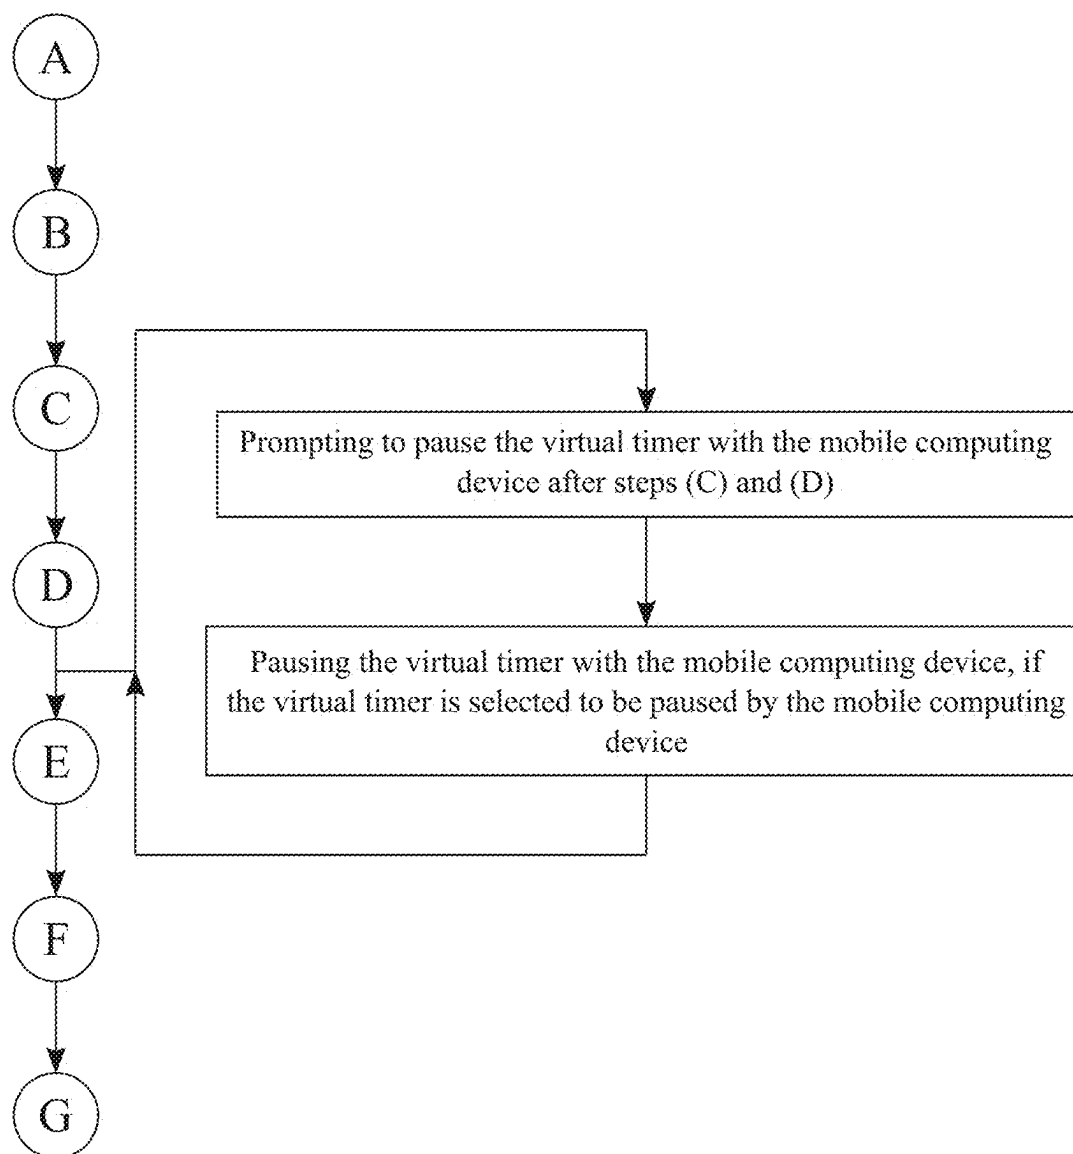 A
B
C
Prompting to pause the virtual timer with the mobile computing
device after steps (C) and (D)
D
Pausing the virtual timer with the mobile computing device, if
the virtual timer is selected to be paused by the mobile computing
device
E
F
G